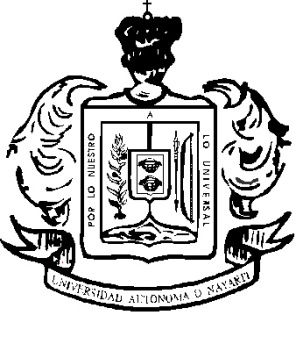 POR LO NUESTRO
A
LO UNIVERSAL
UNIVERSIDAD AUTONOMA D NAYARIT